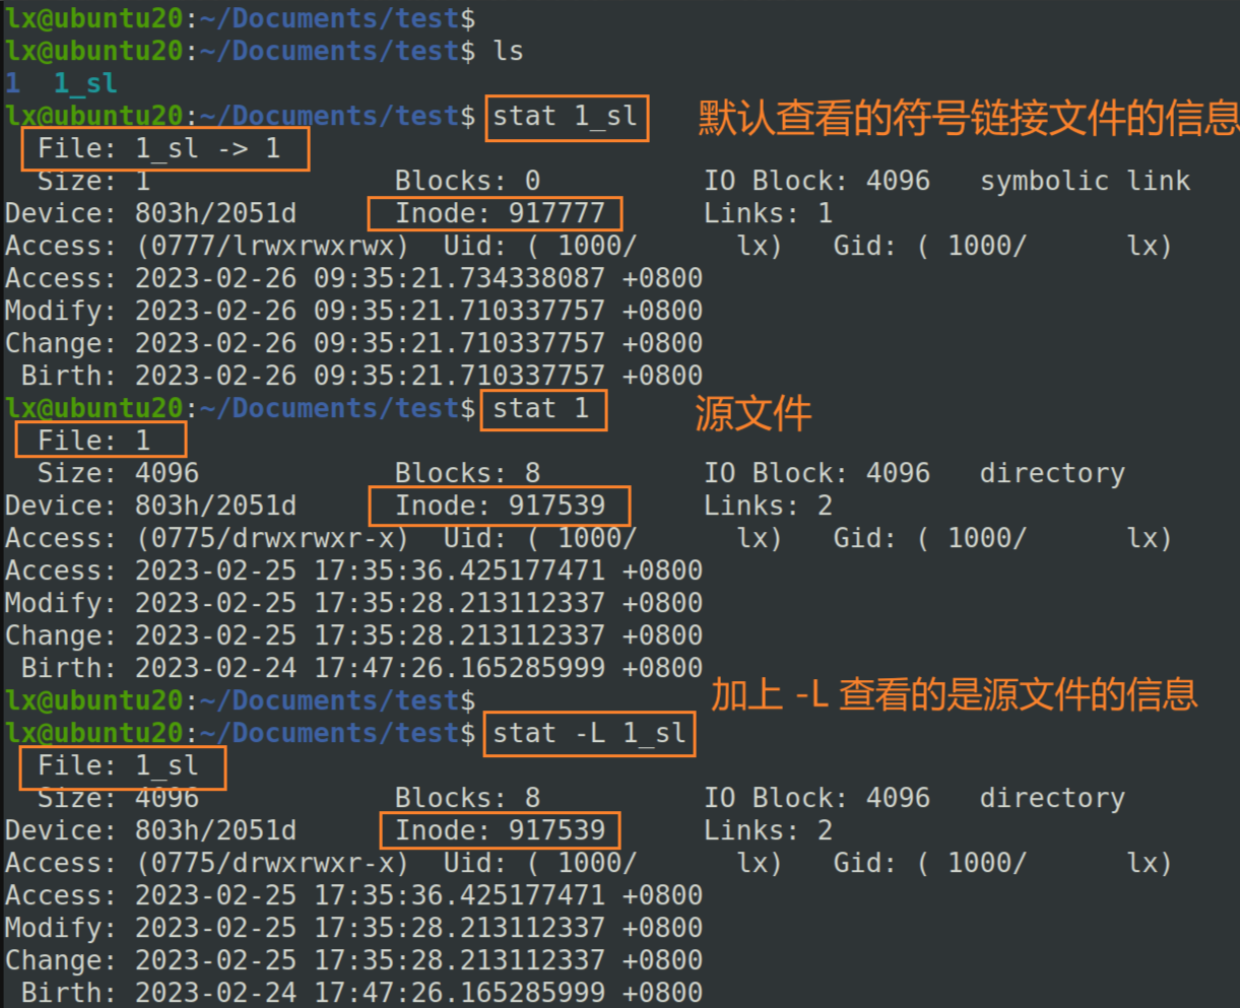 lx@ubuntu20:~/Documents/test$
lx@ubuntu20:~/Documents/test$ ls
1  1_sl
lx@ubuntu20:~/Documents/test$ stat 1_sl 默认查看的符号链接文件的信息
  File: 1_sl -> 1
  Size: 1               Blocks: 0          IO Block: 4096   symbolic link
Device: 803h/2051d      Inode: 917777      Links: 1
Access: (0777/lrwxrwxrwx)  Uid: ( 1000/      lx)   Gid: ( 1000/      lx)
Access: 2023-02-26 09:35:21.734338087 +0800
Modify: 2023-02-26 09:35:21.710337757 +0800
Change: 2023-02-26 09:35:21.710337757 +0800
 Birth: 2023-02-26 09:35:21.710337757 +0800
lx@ubuntu20:~/Documents/test$ stat 1 源文件
  File: 1
  Size: 4096            Blocks: 8          IO Block: 4096   directory
Device: 803h/2051d      Inode: 917539      Links: 2
Access: (0775/drwxrwxr-x)  Uid: ( 1000/      lx)   Gid: ( 1000/      lx)
Access: 2023-02-25 17:35:36.425177471 +0800
Modify: 2023-02-25 17:35:28.213112337 +0800
Change: 2023-02-25 17:35:28.213112337 +0800
 Birth: 2023-02-24 17:47:26.165285999 +0800
lx@ubuntu20:~/Documents/test$ 加上 -L 查看的是源文件的信息
lx@ubuntu20:~/Documents/test$ stat -L 1_sl
  File: 1_sl
  Size: 4096            Blocks: 8          IO Block: 4096   directory
Device: 803h/2051d      Inode: 917539      Links: 2
Access: (0775/drwxrwxr-x)  Uid: ( 1000/      lx)   Gid: ( 1000/      lx)
Access: 2023-02-25 17:35:36.425177471 +0800
Modify: 2023-02-25 17:35:28.213112337 +0800
Change: 2023-02-25 17:35:28.213112337 +0800
 Birth: 2023-02-24 17:47:26.165285999 +0800